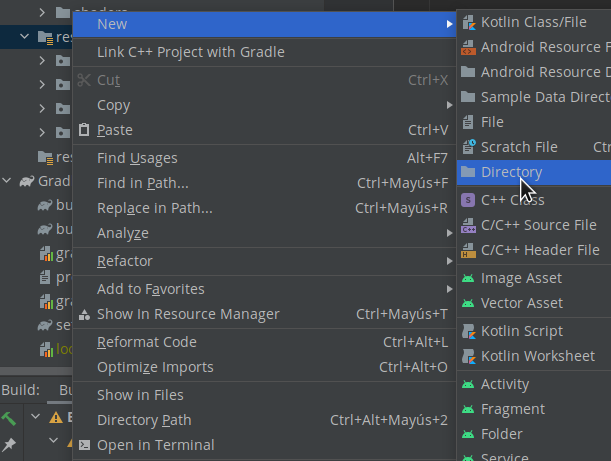 shaders
New
res
Link C++ Project with Gradle
Cut Ctrl+X
Copy
Paste Ctrl+V
Find Usages Alt+F7
res
Find in Path... Ctrl+Mayús+F
Grad
Replace in Path... Ctrl+Mayús+R
bu
bu
Analyze
gra
Refactor
pr
Add to Favorites
gra
Show In Resource Manager Ctrl+Mayús+T
se
Reformat Code Ctrl+Alt+L
loc
Optimize Imports Ctrl+Alt+O
Build: Bu
Show in Files
Directory Path Ctrl+Alt+Mayús+2
Open in Terminal
Kotlin Class/File
Android Resource F
Android Resource D
Sample Data Direct
File
Scratch File Ctr
Directory
C++ Class
C/C++ Source File
C/C++ Header File
Image Asset
Vector Asset
Kotlin Script
Kotlin Worksheet
Activity
Fragment
Folder
Service